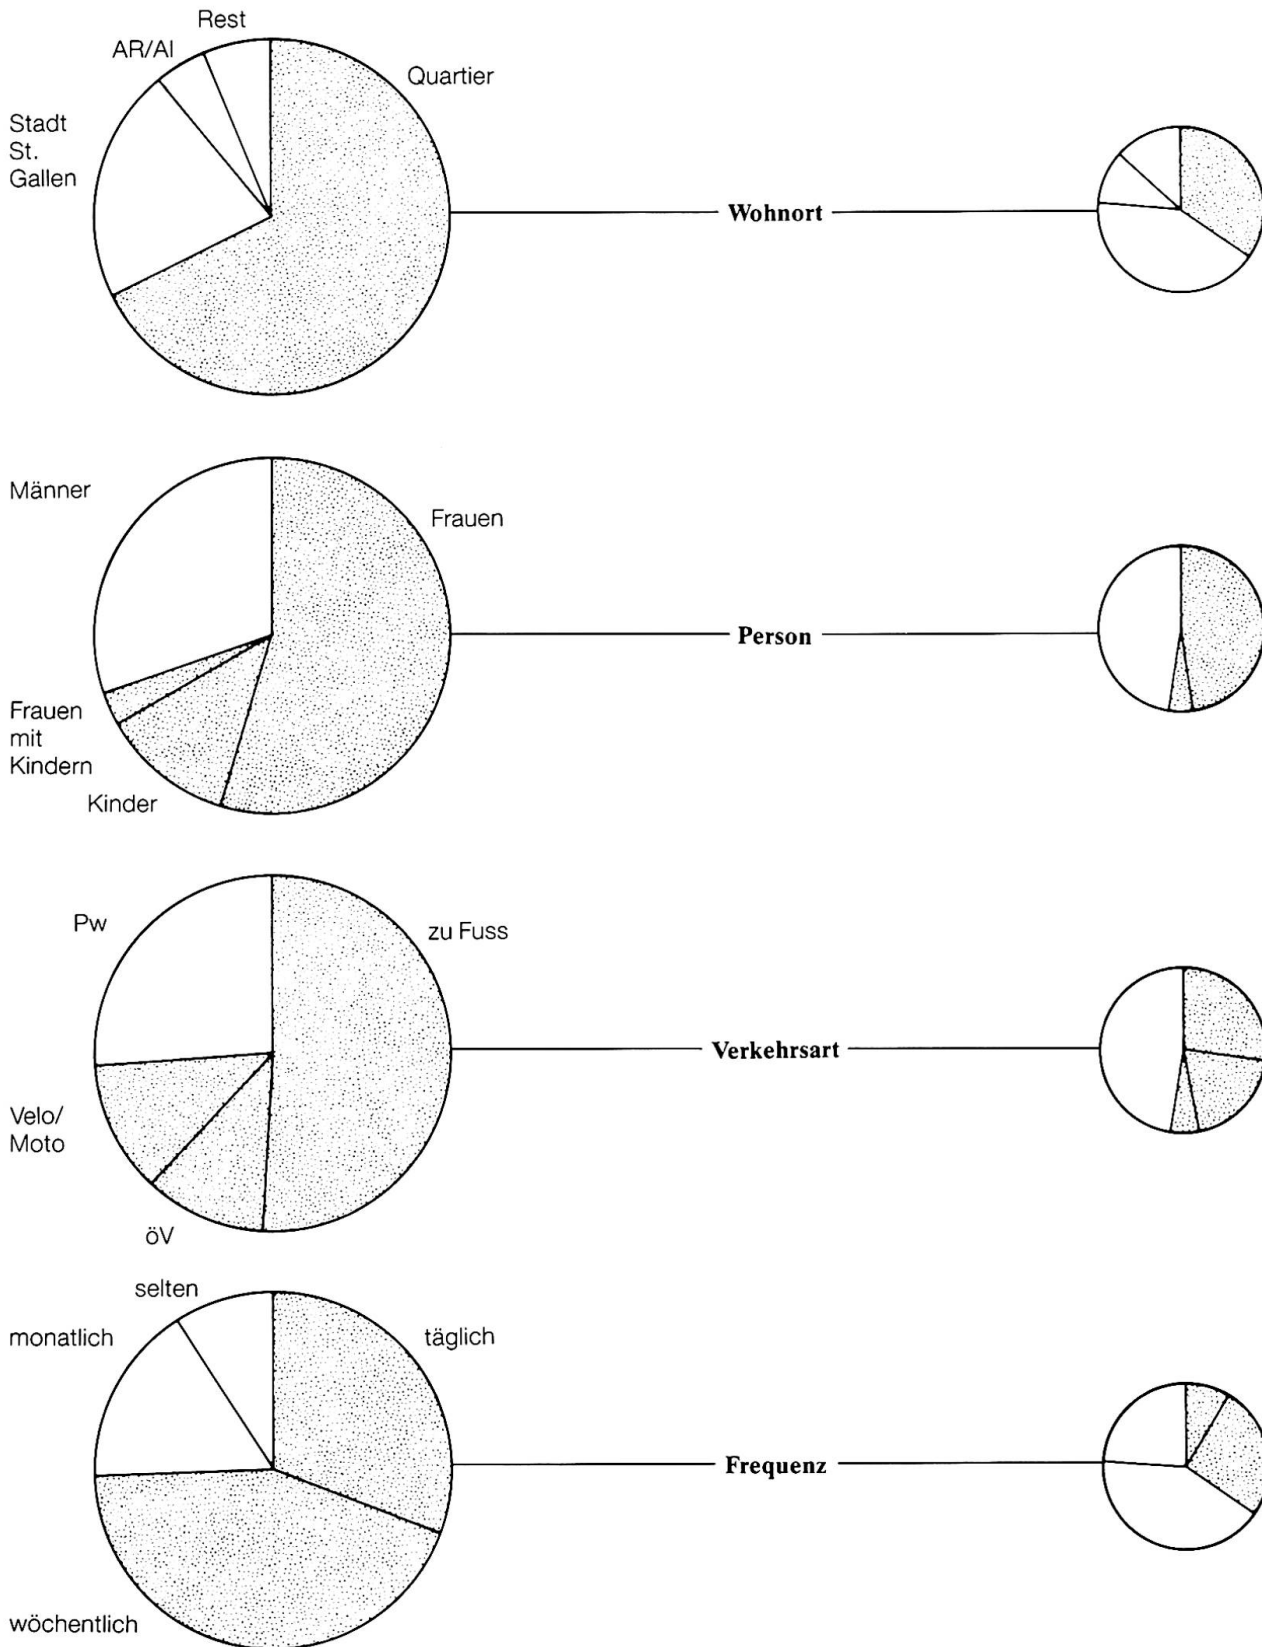 Rest
AR/AI
Quartier
Stadt
St.
Gallen
Wohnort
Männer
Frauen
Person
Frauen
mit
Kindern
Kinder
Pw
zu Fuss
Verkehrsart
Velo/
Moto
öV
selten
monatlich
täglich
Frequenz
wöchentlich